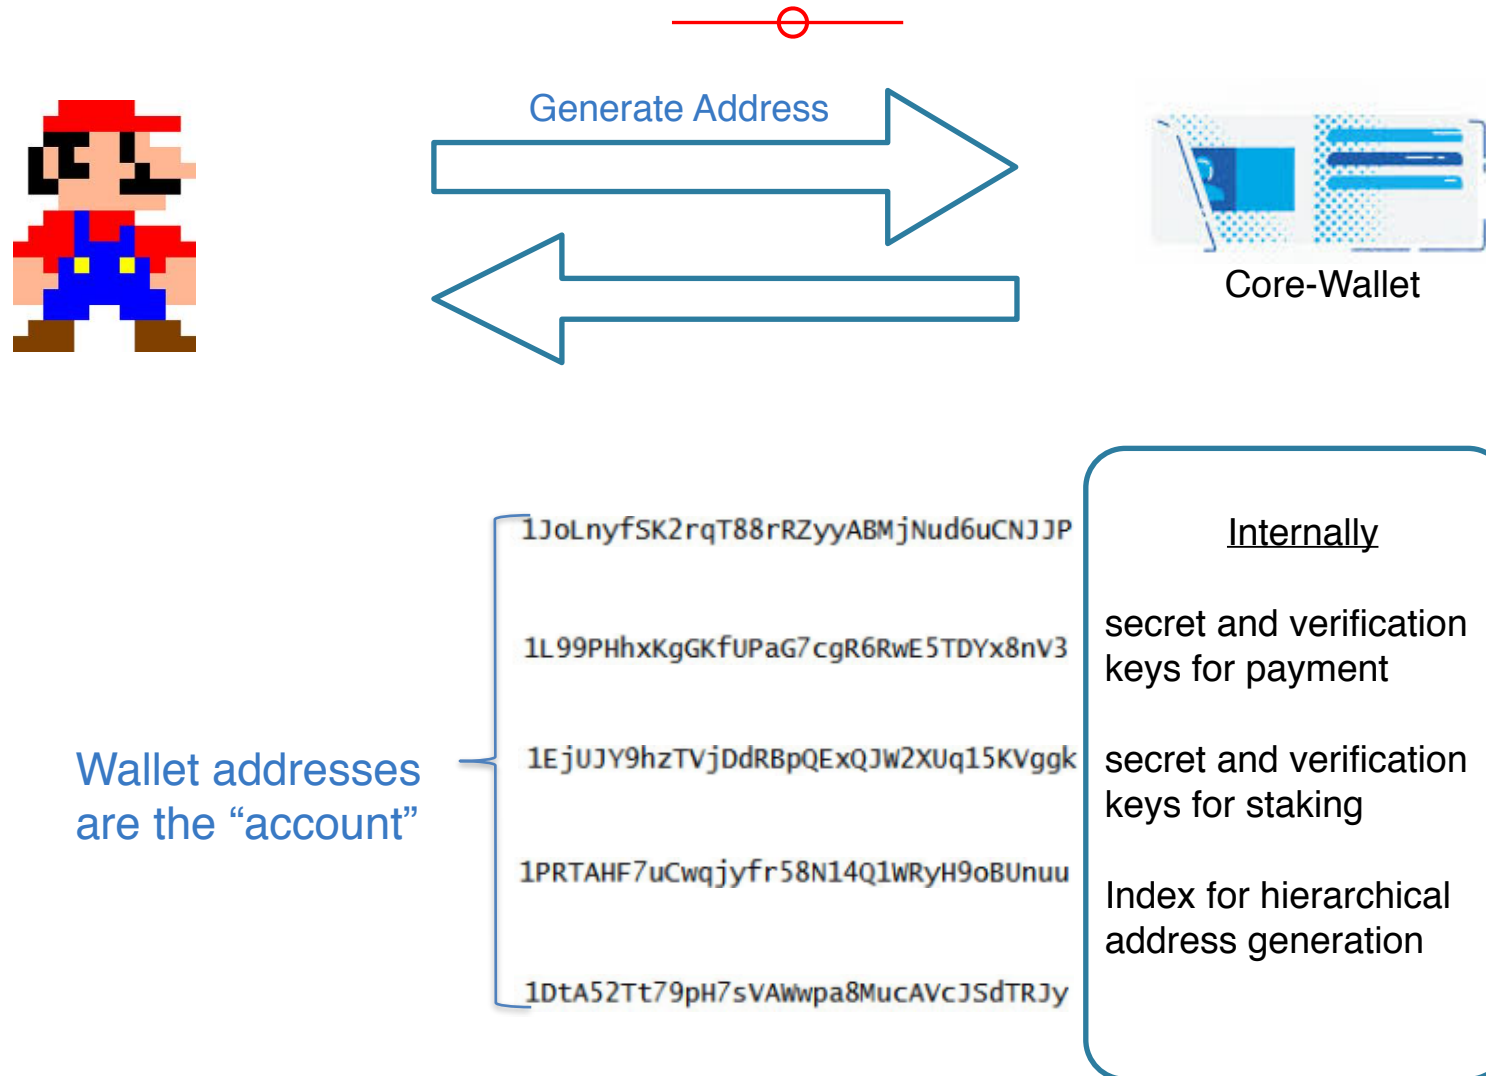 Generate Address
Core-Wallet
1JoLnyfSK2rqT88rRZyyABMjNud6uCNJJP
1L99PHhxKgGKfUPaG7cgR6RwE5TDYx8nV3
1EjUJY9hzTVjDdRBpQExQJW2XUq15KVggk
1PRTAHF7uCwqjyfr58N14Q1WRyH9oBUnuu
1DtA52Tt79pH7sVAWwpa8MucAVcJSdTRJy
Wallet addresses
are the “account”
Internally
secret and verification
keys for payment
secret and verification
keys for staking
Index for hierarchical
address generation